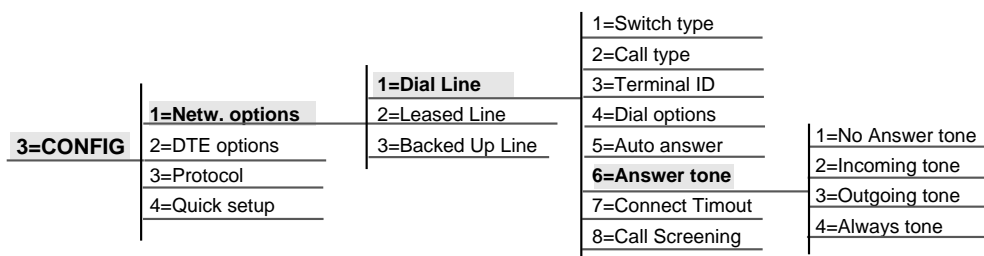 3=CONFIG
1=Netw. options
2=DTE options
3=Protocol
4=Quick setup
1=Dial Line
2=Leased Line
3=Backed Up Line
1=Switch type
2=Call type
3=Terminal ID
4=Dial options
5=Auto answer
6=Answer tone
7=Connect Timout
8=Call Screening
1=No Answer tone
2=Incoming tone
3=Outgoing tone
4=Always tone